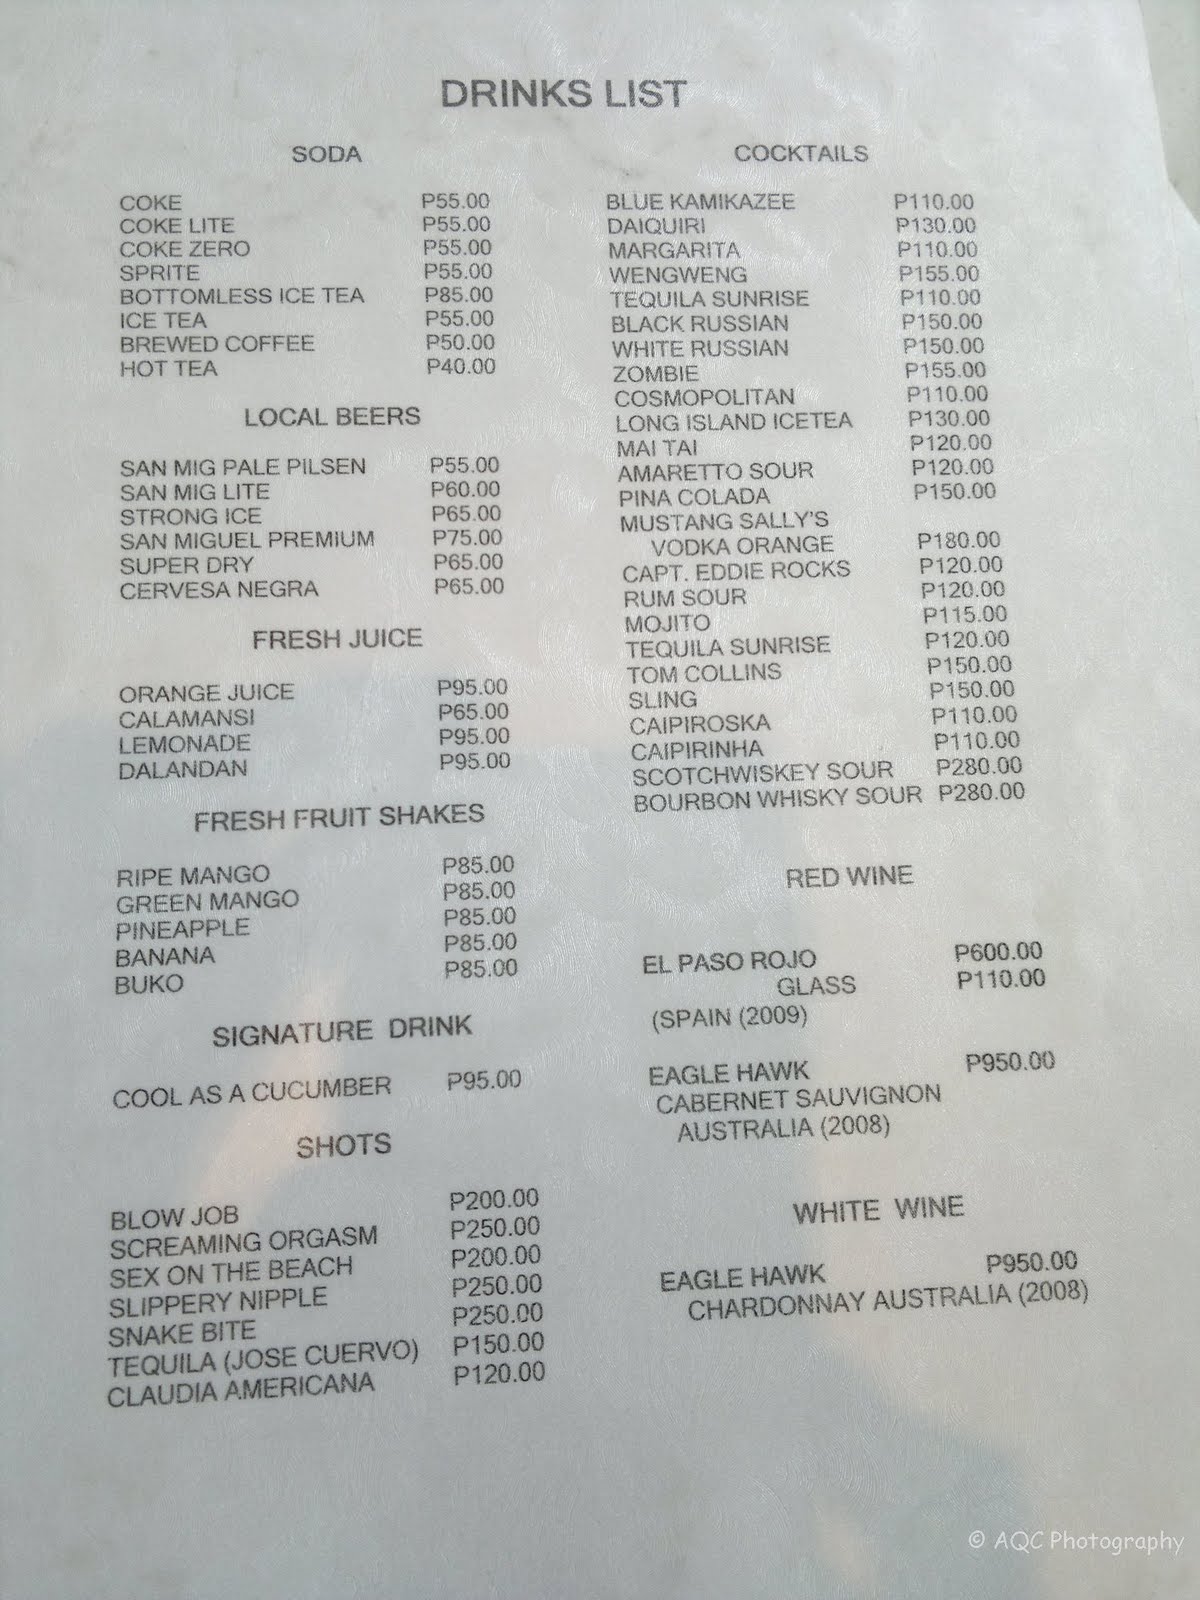 DRINKS LIST
SODA
COKE P55.00
COKE LITE P55.00
COKE ZERO P55.00
SPRITE P55.00
BOTTOMLESS ICE TEA P85.00
ICE TEA P55.00
BREWED COFFEE P50.00
HOT TEA P40.00
LOCAL BEERS
SAN MIG PALE PILSEN P55.00
SAN MIG LITE P60.00
STRONG ICE P65.00
SAN MIGUEL PREMIUM P75.00
SUPER DRY P65.00
CERVESA NEGRA P65.00
FRESH JUICE
ORANGE JUICE P95.00
CALAMANSI P65.00
LEMONADE P95.00
DALANDAN P95.00
FRESH FRUIT SHAKES
RIPE MANGO P85.00
GREEN MANGO P85.00
PINEAPPLE P85.00
BANANA P85.00
BUKO P85.00
SIGNATURE DRINK
COOL AS A CUCUMBER P95.00
SHOTS
BLOW JOB P200.00
SCREAMING ORGASM P250.00
SEX ON THE BEACH P200.00
SLIPPERY NIPPLE P250.00
SNAKE BITE P250.00
TEQUILA (JOSE CUERVO) P150.00
CLAUDIA AMERICANA P120.00
COCKTAILS
BLUE KAMIKAZEE P110.00
DAIQUIRI P130.00
MARGARITA P110.00
WENGWENG P155.00
TEQUILA SUNRISE P110.00
BLACK RUSSIAN P150.00
WHITE RUSSIAN P150.00
ZOMBIE P155.00
COSMOPOLITAN P110.00
LONG ISLAND ICETEA P130.00
MAI TAI P120.00
AMARETTO SOUR P120.00
PINA COLADA P150.00
MUSTANG SALLY'S
VODKA ORANGE P180.00
CAPT. EDDIE ROCKS P120.00
RUM SOUR P120.00
MOJITO P115.00
TEQUILA SUNRISE P120.00
TOM COLLINS P150.00
SLING P150.00
CAIPIROSKA P110.00
CAIPIRINHA P110.00
SCOTCHWISKEY SOUR P280.00
BOURBON WHISKY SOUR P280.00
RED WINE
EL PASO ROJO P600.00
GLASS P110.00
(SPAIN (2009)
EAGLE HAWK P950.00
CABERNET SAUVIGNON
AUSTRALIA (2008)
WHITE WINE
EAGLE HAWK P950.00
CHARDONNAY AUSTRALIA (2008)
© AQC Photography